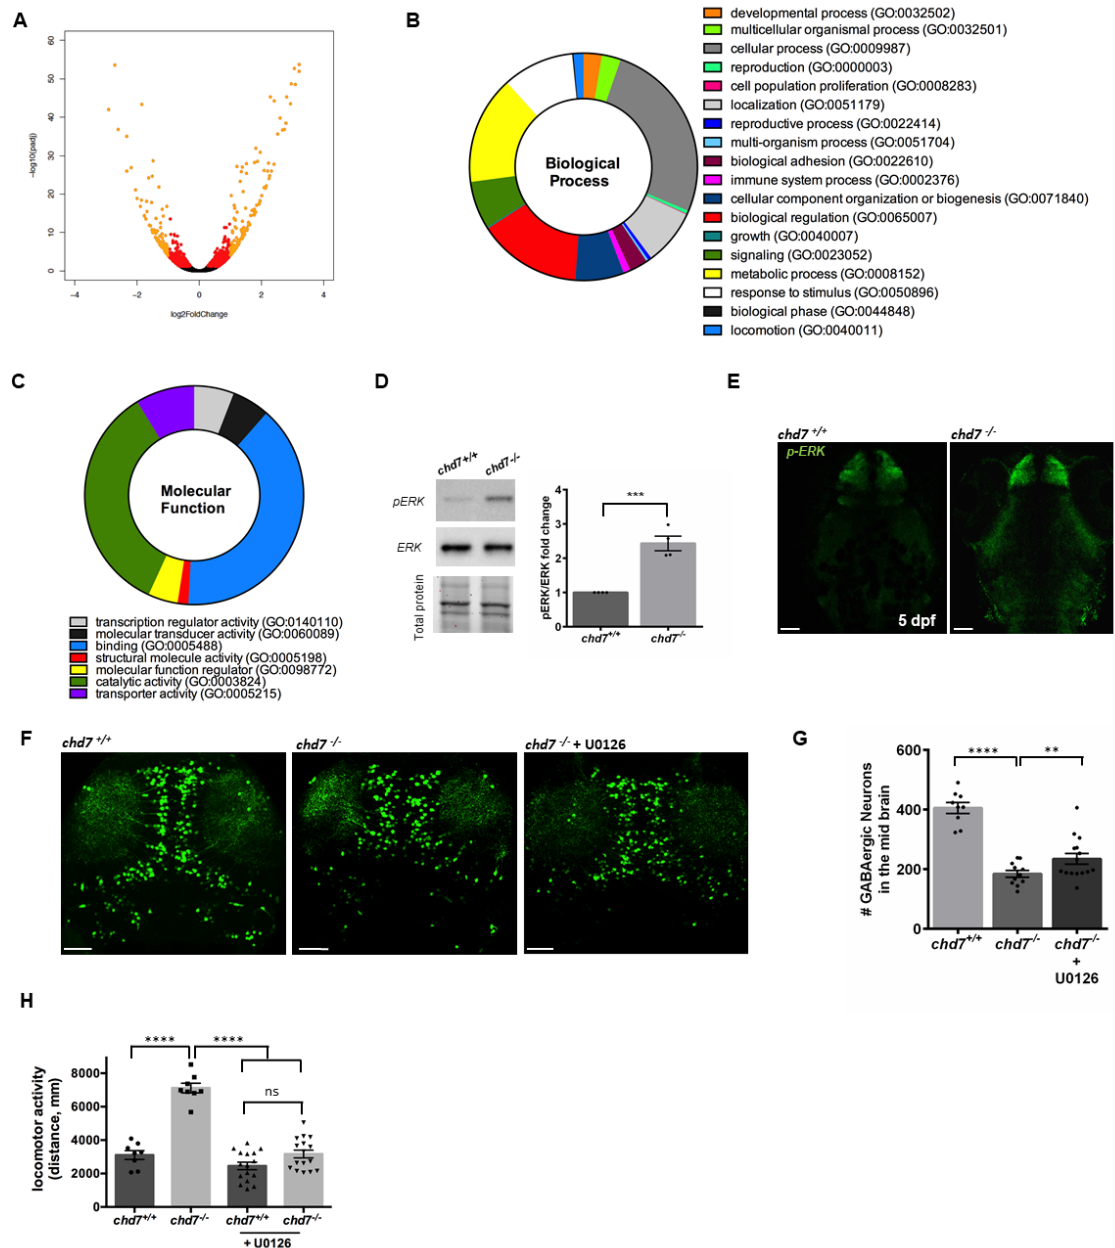 A
60
50
40
30
20
10
0
−log10(padj)
−4
−2
0
2
4
log2FoldChange
B
Biological
Process
developmental process (GO:0032502)
multicellular organismal process (GO:0032501)
cellular process (GO:0009987)
reproduction (GO:0000003)
cell population proliferation (GO:0008283)
localization (GO:0051179)
reproductive process (GO:0022414)
multi-organism process (GO:0051704)
biological adhesion (GO:0022610)
immune system process (GO:0002376)
cellular component organization or biogenesis (GO:0071840)
biological regulation (GO:0065007)
growth (GO:0040007)
signaling (GO:0023052)
metabolic process (GO:0008152)
response to stimulus (GO:0050896)
biological phase (GO:0044848)
locomotion (GO:0040011)
C
Molecular
Function
transcription regulator activity (GO:0140110)
molecular transducer activity (GO:0060089)
binding (GO:0005488)
structural molecule activity (GO:0005198)
molecular function regulator (GO:0098772)
catalytic activity (GO:0003824)
transporter activity (GO:0005215)
D
chd7+/+
chd7-/-
pERK
ERK
Total protein
pERK/ERK fold change
4
3
2
1
0
***
chd7+/+
chd7-/-
E
chd7 +/+
chd7 -/-
p-ERK
5 dpf
F
chd7 +/+
chd7 -/-
chd7 -/- + U0126
G
# GABAergic Neurons
in the mid brain
600
400
200
0
****
**
chd7+/+
chd7-/-
chd7-/-
+
U0126
H
locomotor activity
(distance, mm)
8000
6000
4000
2000
0
****
****
ns
chd7+/+
chd7-/-
chd7+/+
chd7-/-
+ U0126